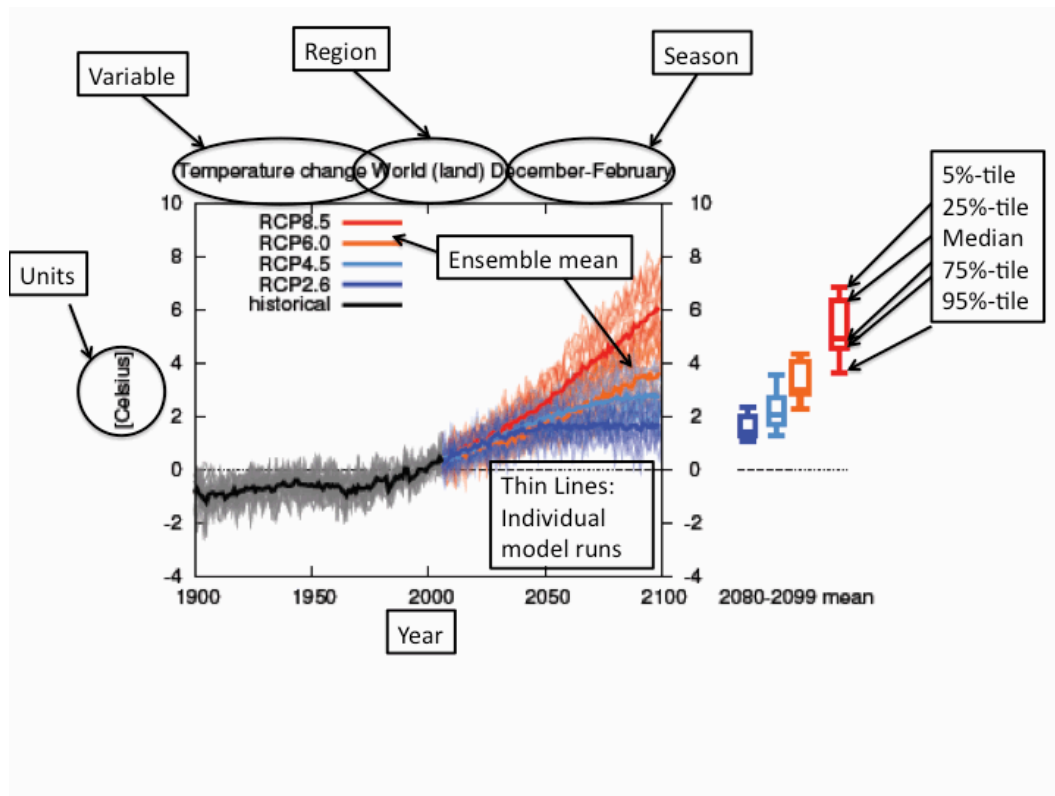 Region
Variable
Season
Temperature change World (land) December-February
10
8
6
4
2
0
-2
-4
RCP8.5
RCP6.0
RCP4.5
RCP2.6
historical
Ensemble mean
Units
[Celsius]
Thin Lines:
Individual
model runs
10
8
6
4
2
0
-2
-4
5%-tile
25%-tile
Median
75%-tile
95%-tile
1900
1950
2000
2050
2100
2080-2099 mean
Year